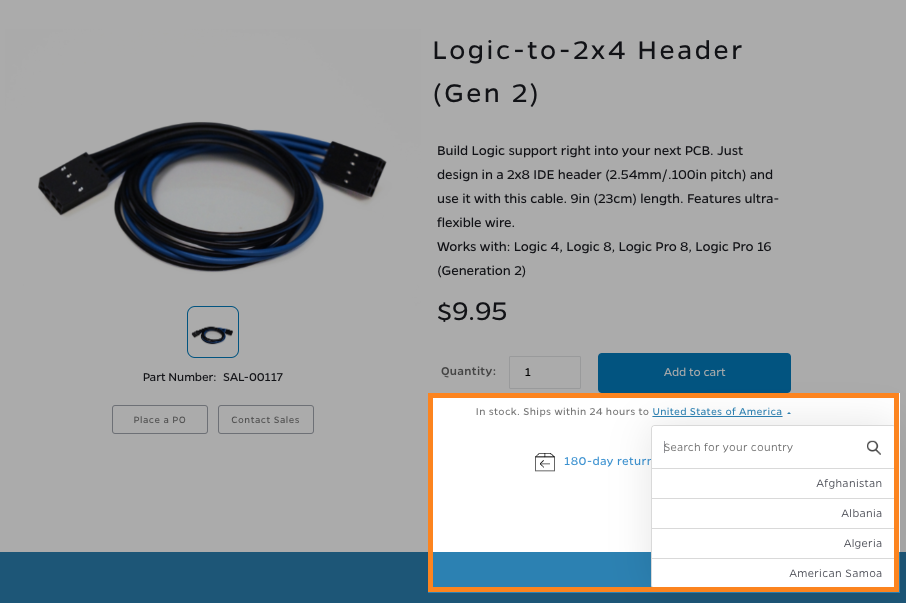 Logic-to-2x4 Header
(Gen 2)
Build Logic support right into your next PCB. Just
design in a 2x8 IDE header (2.54mm/.100in pitch) and
use it with this cable. 9in (23cm) length. Features ultra-
flexible wire.
Works with: Logic 4, Logic 8, Logic Pro 8, Logic Pro 16
(Generation 2)
$9.95
Part Number: SAL-00117
Place a PO
Contact Sales
Quantity:
1
Add to cart
In stock. Ships within 24 hours to United States of America
180-day return
Search for your country
Afghanistan
Albania
Algeria
American Samoa